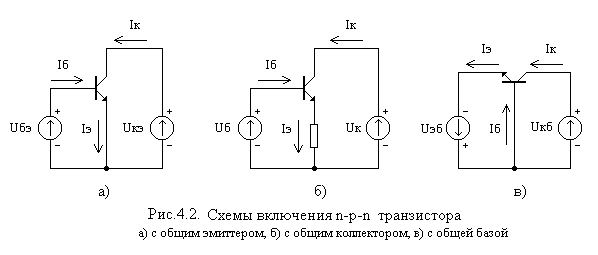 Iк Iк
Iб Iб Iэ Iк
+ + + + − +
Uбэ Iэ Uкэ Uб Iэ Uк Uэб Iб Uкб
− − − − + −
а) б) в)
Рис.4.2. Схемы включения n-p-n транзистора
а) с общим эмиттером, б) с общим коллектором, в) с общей базой